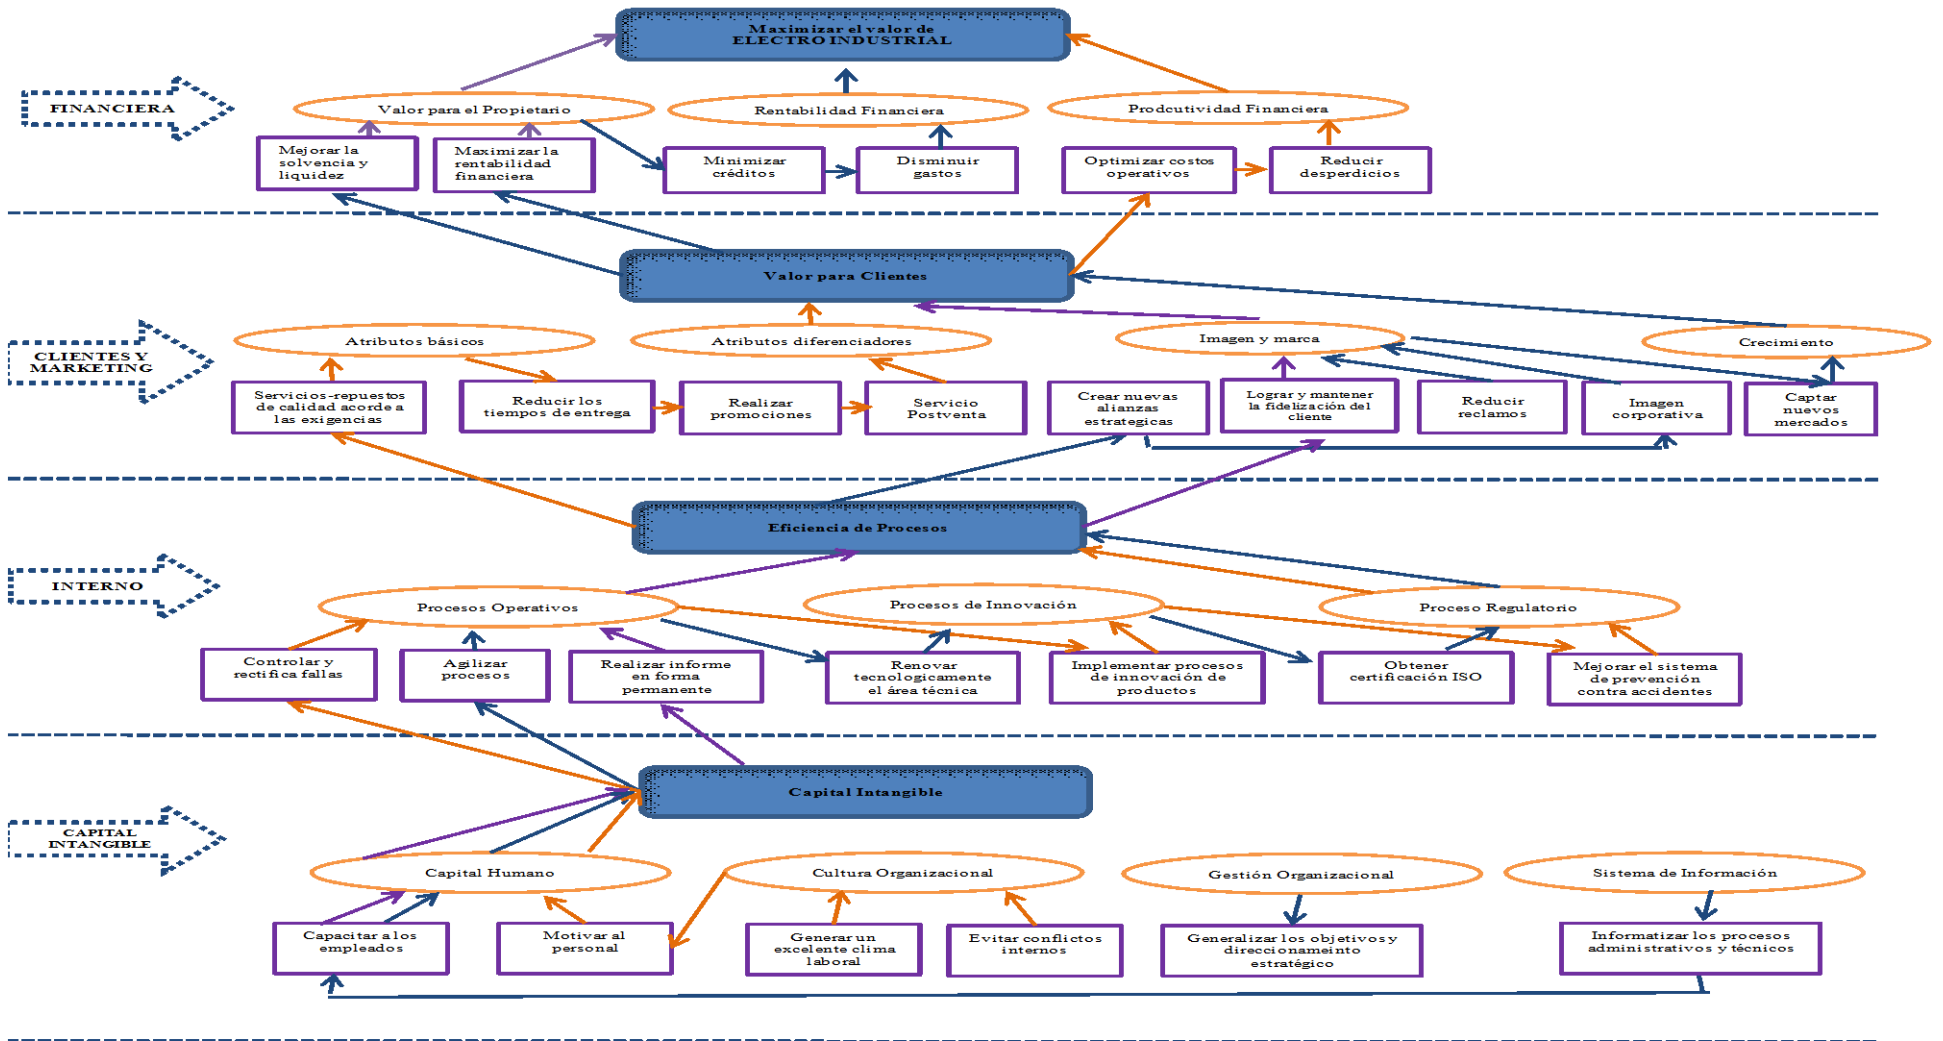 Maximizar el valor de
ELECTRO INDUSTRIAL
FINANCIERA
Valor para el Propietario
Rentabilidad Financiera
Prodcutividad Financiera
Mejorar la
solvencia y
liquidez
Maximizar la
rentabilidad
financiera
Minimizar
créditos
Disminuir
gastos
Optimizar costos
operativos
Reducir
desperdicios
Valor para Clientes
CLIENTES Y
MARKETING
Atributos básicos
Atributos diferenciadores
Imagen y marca
Crecimiento
Servicios-repuestos
de calidad acorde a
las exigencias
Reducir los
tiempos de entrega
Realizar
promociones
Servicio
Postventa
Crear nuevas
alianzas
estrategicas
Lograr y mantener
la fidelización del
cliente
Reducir
reclamos
Imagen
corporativa
Captar
nuevos
mercados
Eficiencia de Procesos
INTERNO
Procesos Operativos
Procesos de Innovación
Proceso Regulatorio
Controlar y
rectifica fallas
Agilizar
procesos
Realizar informe
en forma
permanente
Renovar
tecnologicamente
el área técnica
Implementar procesos
de innovación de
productos
Obtener
certificación ISO
Mejorar el sistema
de prevención
contra accidentes
Capital Intangible
CAPITAL
INTANGIBLE
Capital Humano
Cultura Organizacional
Gestión Organizacional
Sistema de Información
Capacitar a los
empleados
Motivar al
personal
Generar un
excelente clima
laboral
Evitar conflictos
internos
Generalizar los objetivos y
direccionameinto
estratégico
Informatizar los procesos
administrativos y técnicos